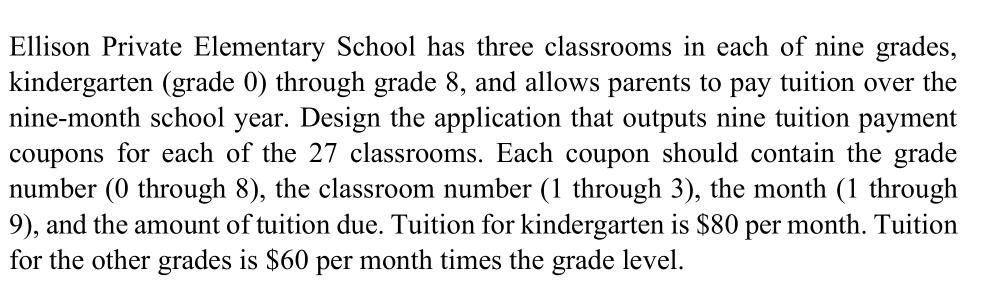 Ellison Private Elementary School has three classrooms in each of nine grades,
kindergarten (grade 0) through grade 8, and allows parents to pay tuition over the
nine-month school year. Design the application that outputs nine tuition payment
coupons for each of the 27 classrooms. Each coupon should contain the grade
number (0 through 8), the classroom number (1 through 3), the month (1 through
9), and the amount of tuition due. Tuition for kindergarten is $80 per month. Tuition
for the other grades is $60 per month times the grade level.